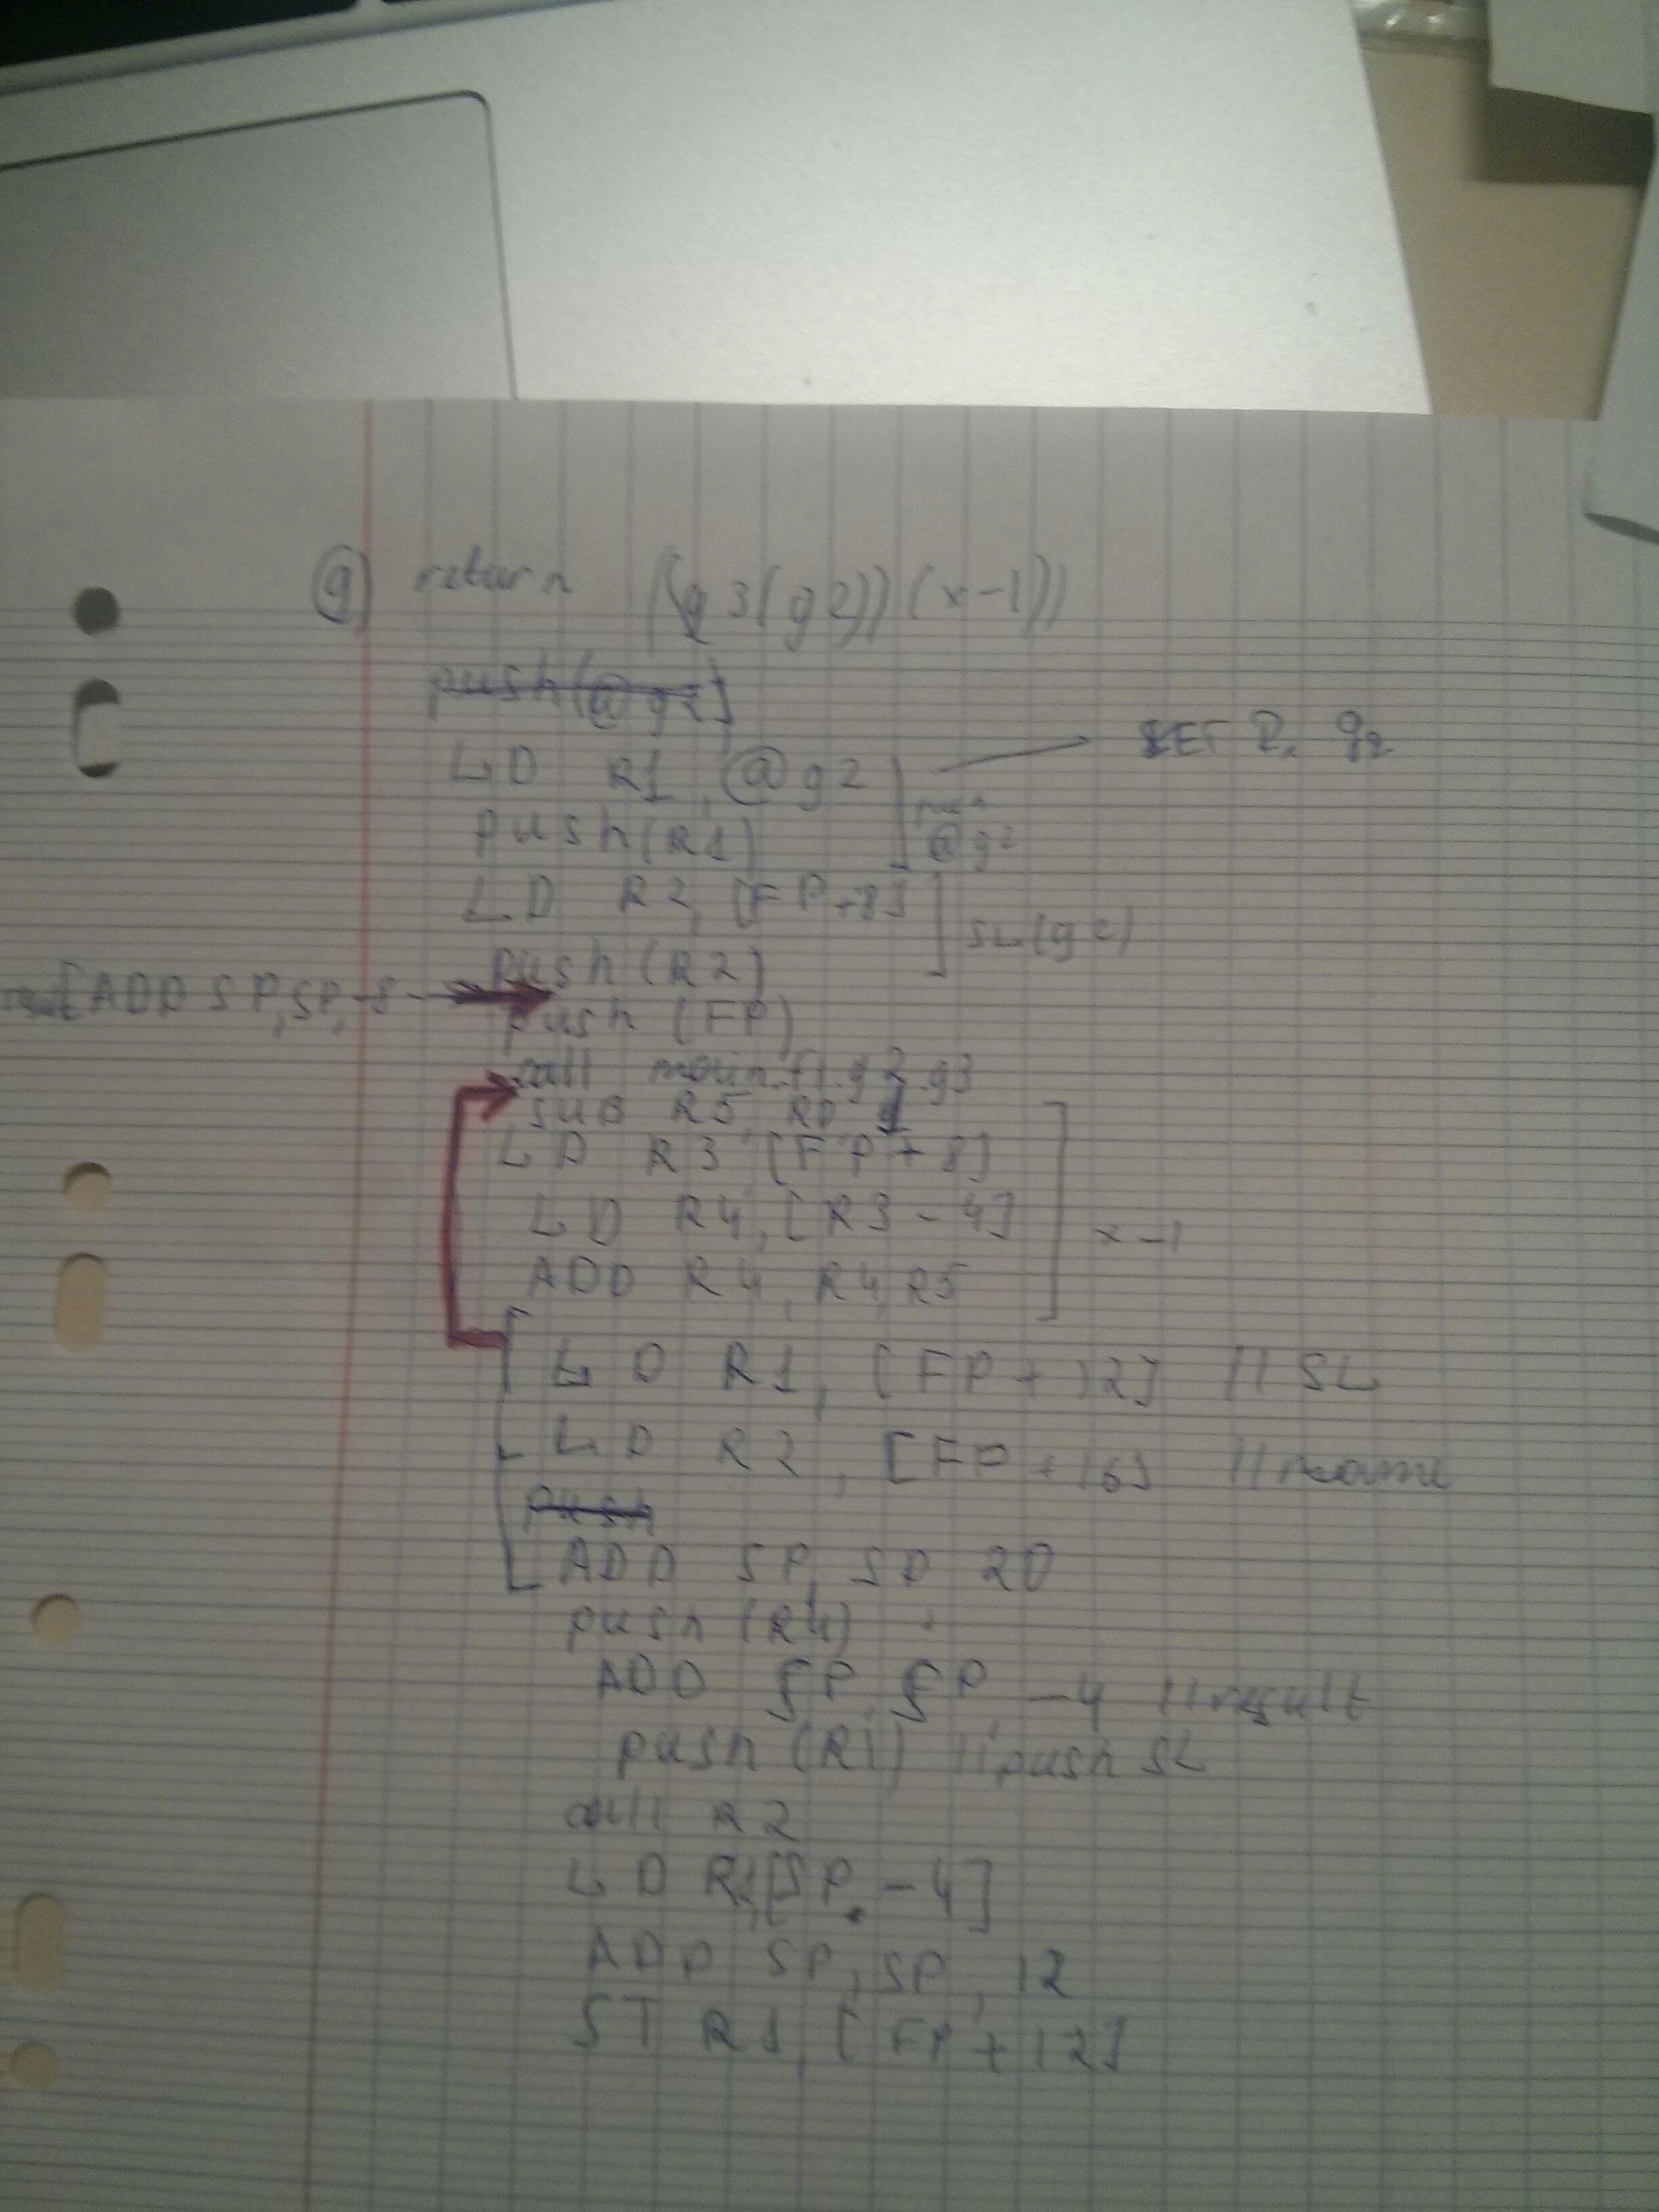 g) return ((g3(g2))(x-1))
push(@g2)
LD R1, @g2
SET R1 g2
push(R1)
push @g2
LD R2, [FP+8]
SL(g2)
push(R2)
ADD SP, SP, -8
push(FP)
call main.f1.g2.g3
SUB R5, R0, 1
LD R3, [FP+8]
LD R4, [R3-4]
x-1
ADD R4, R4, R5
LD R1, [FP+12] // SL
LD R2, [FP+16] //
push
ADD SP, SP 20
push(R4)
ADD SP, SP -4 // result
push(R1) // push SL
call R2
LD R1[SP-4]
ADD SP, SP, 12
ST R1, [FP+12]